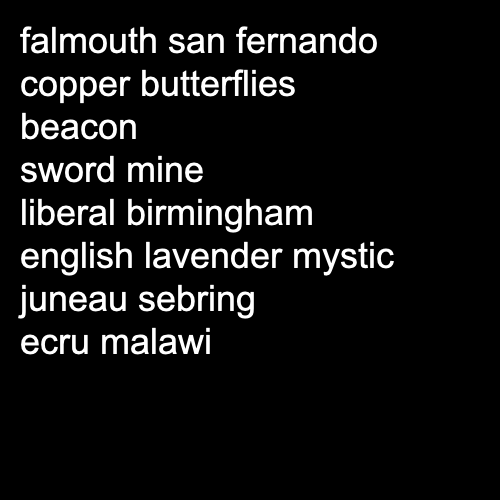 falmouth san fernando
copper butterflies
beacon
sword mine
liberal birmingham
english lavender mystic
juneau sebring
ecru malawi